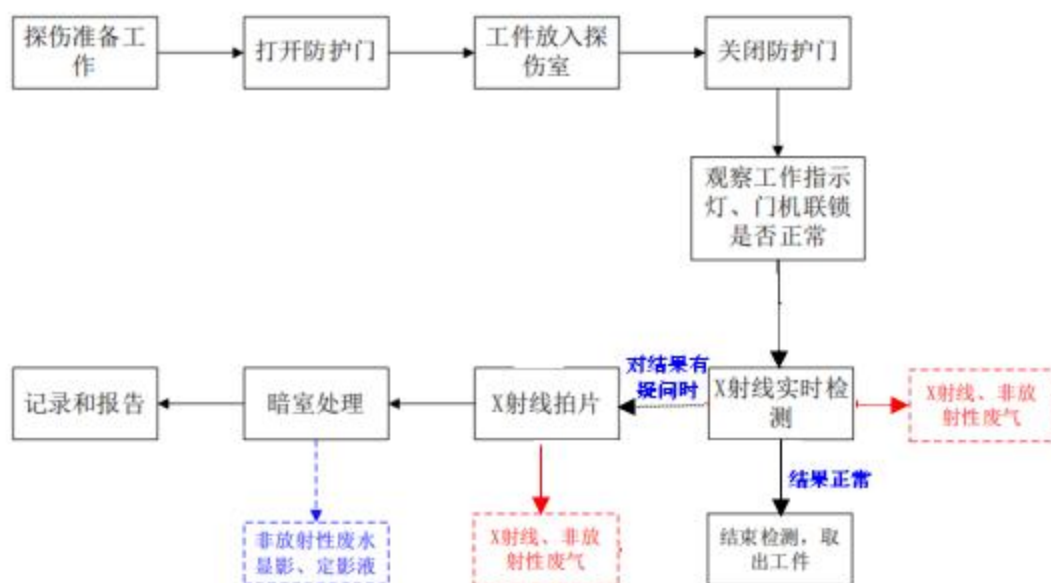 探伤准备工
作
打开防护门
工件放入探
伤室
关闭防护门
观察工作指示
灯、门机联锁
是否正常
对结果有
疑问时
记录和报告
暗室处理
X射线拍片
X射线实时检
测
X射线、非放
射性废气
结果正常
非放射性废水
显影、定影液
X射线、非放
射性废气
结束检测，取
出工件